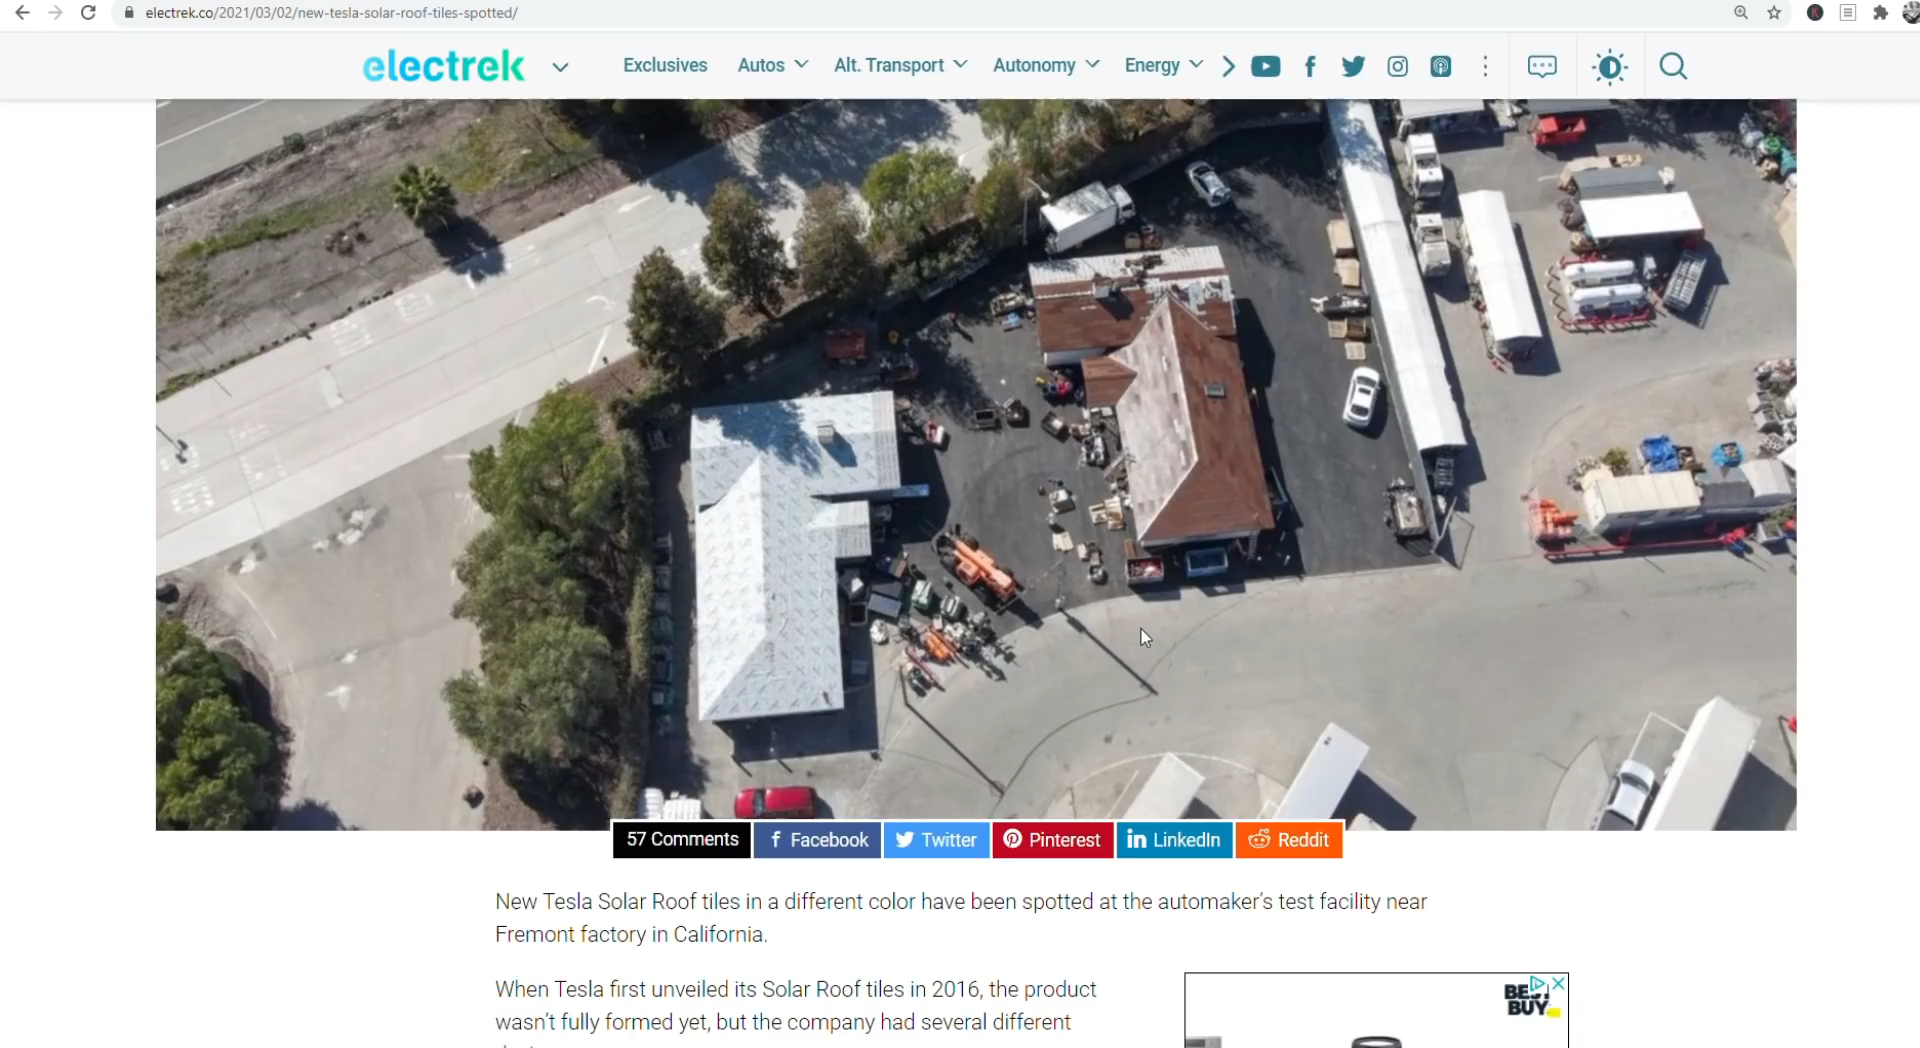 electrek.co/2021/03/02/new-tesla-solar-roof-tiles-spotted/
electrek
Exclusives Autos Alt. Transport Autonomy Energy
57 Comments Facebook Twitter Pinterest LinkedIn Reddit
New Tesla Solar Roof tiles in a different color have been spotted at the automaker's test facility near
Fremont factory in California.
When Tesla first unveiled its Solar Roof tiles in 2016, the product
wasn't fully formed yet, but the company had several different
BEST
BUY